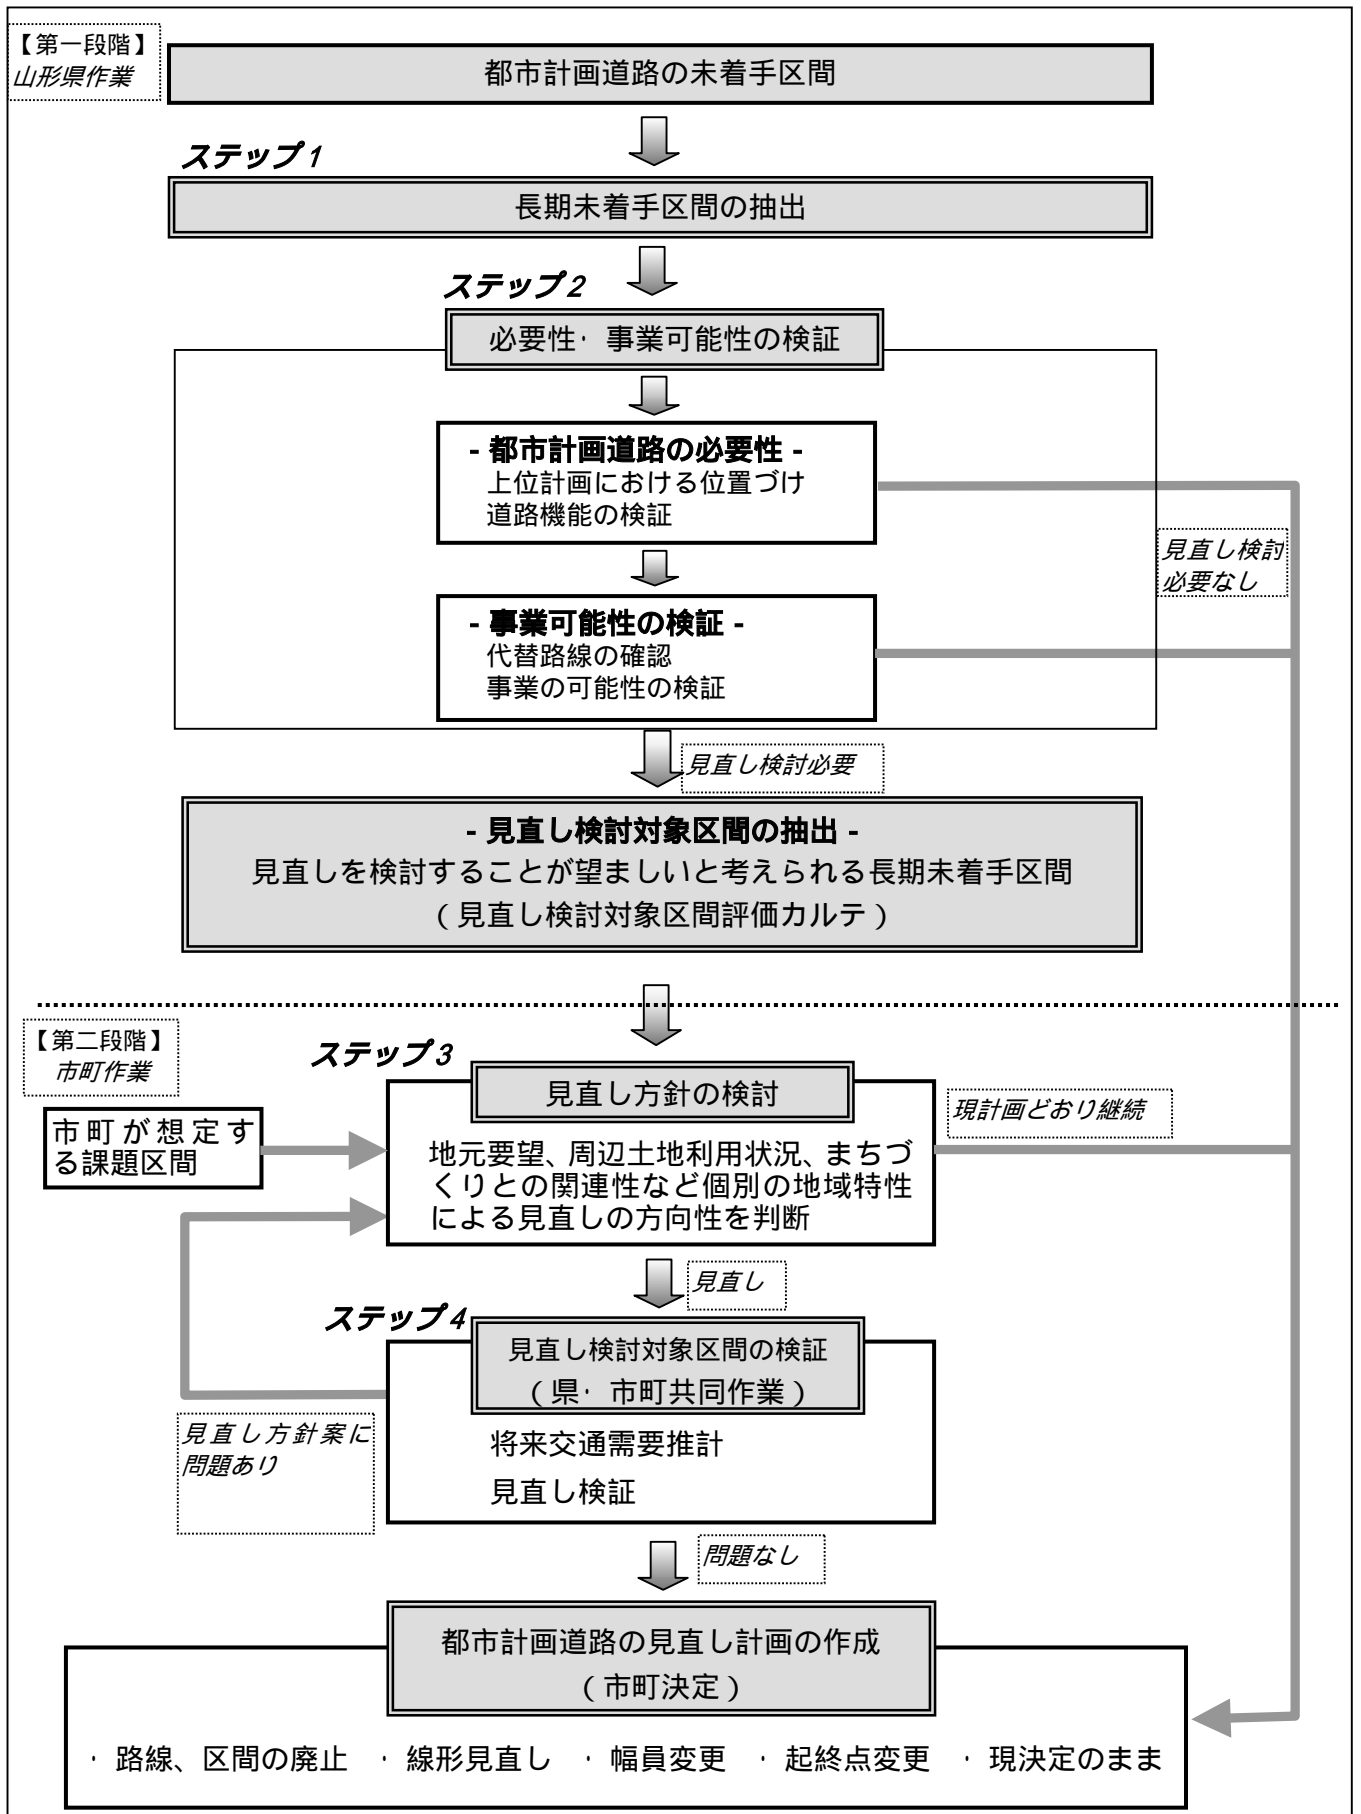 【第一段階】
山形県作業
都市計画道路の未着手区間
ステップ1
長期未着手区間の抽出
ステップ2
必要性・事業可能性の検証
- 都市計画道路の必要性 -
上位計画における位置づけ
道路機能の検証
見直し検討
必要なし
- 事業可能性の検証 -
代替路線の確認
事業の可能性の検証
見直し検討必要
- 見直し検討対象区間の抽出 -
見直しを検討することが望ましいと考えられる長期未着手区間
（見直し検討対象区間評価カルテ）
【第二段階】
市町作業
ステップ3
見直し方針の検討
現計画どおり継続
市町が想定す
る課題区間
地元要望、周辺土地利用状況、まちづ
くりとの関連性など個別の地域特性
による見直しの方向性を判断
見直し
ステップ4
見直し検討対象区間の検証
（県・市町共同作業）
見直し方針案に
問題あり
将来交通需要推計
見直し検証
問題なし
都市計画道路の見直し計画の作成
（市町決定）
・路線、区間の廃止 ・線形見直し ・幅員変更 ・起終点変更 ・現決定のまま